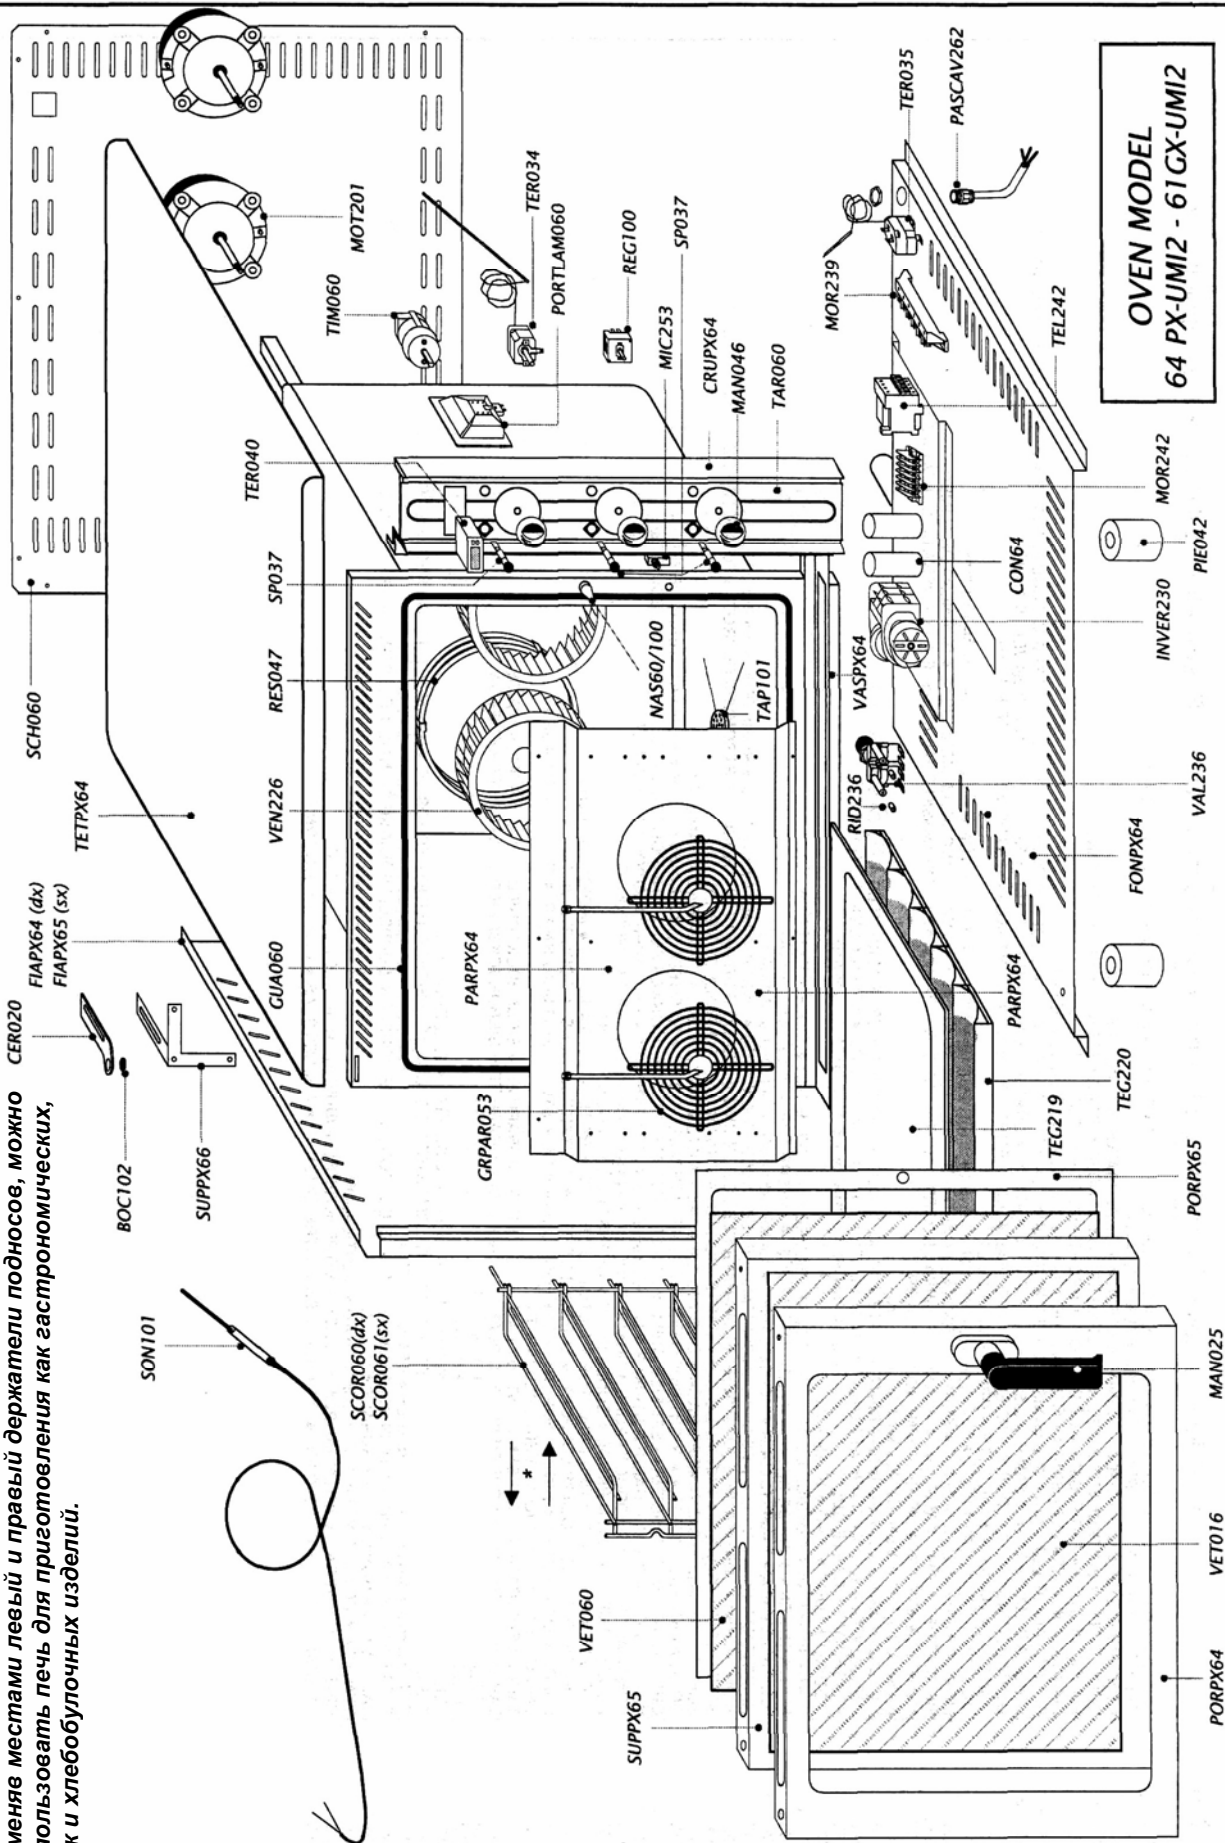 меняв местами левый и правый держатели подносов, можно
пользовать печь для приготовления как гастрономических,
к и хлебобулочных изделий.
CER020
FIAPX64 (dx)
FIAPX65 (sx)
TETPX64
SCH060
BOC102
SUPPX66
SON101
GUA060
VEN226
RES047
SP037
TER040
TIM060
MOT201
SCOR060(dx)
SCOR061(sx)
*
PARPX64
GRPAR053
TER034
PORTLAM060
REG100
MIC253
SP037
CRUPX64
MAN046
TAR060
NAS60/100
TAP101
VASPX64
VET060
SUPPX65
RID236
MOR239
TER035
PASCAV262
PARPX64
TEG219
TEG220
PORPX65
CON64
TEL242
FONPX64
VAL236
INVER230
MOR242
PIE042
PORPX64
VET016
MAN025
OVEN MODEL
64 PX-UMI2 - 61GX-UMI2